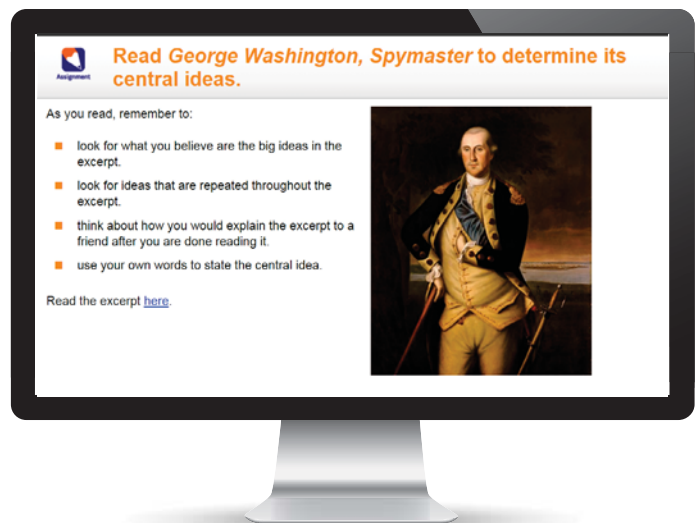 Read George Washington, Spymaster to determine its
central ideas.
Assignment
As you read, remember to:
look for what you believe are the big ideas in the
excerpt.
look for ideas that are repeated throughout the
excerpt.
think about how you would explain the excerpt to a
friend after you are done reading it.
use your own words to state the central idea.
Read the excerpt here.